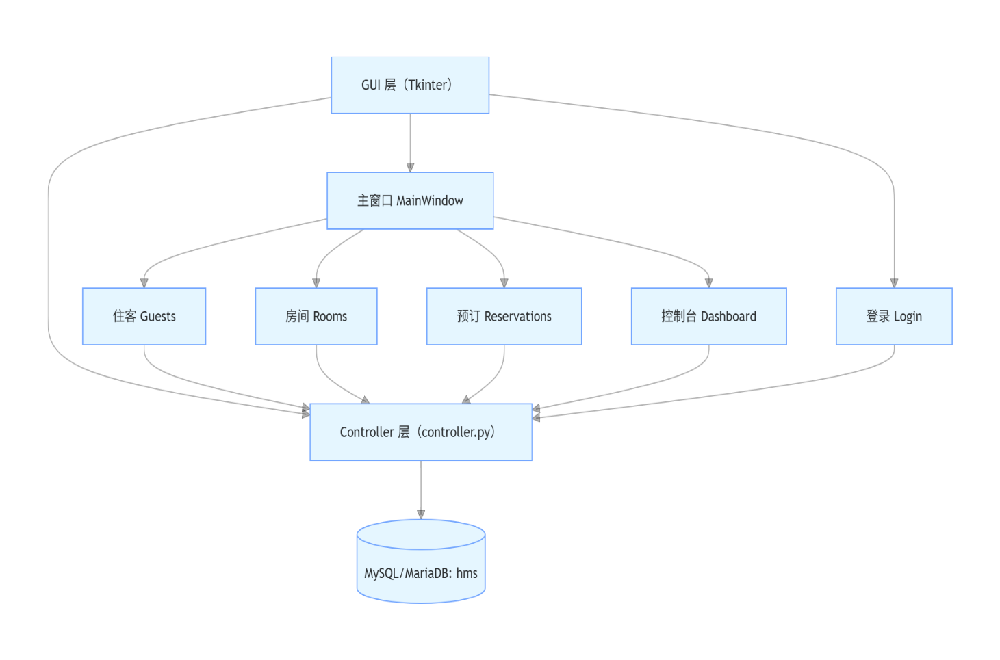 GUI 层（Tkinter）
主窗口 MainWindow
住客 Guests
房间 Rooms
预订 Reservations
控制台 Dashboard
登录 Login
Controller 层（controller.py）
MySQL/MariaDB: hms